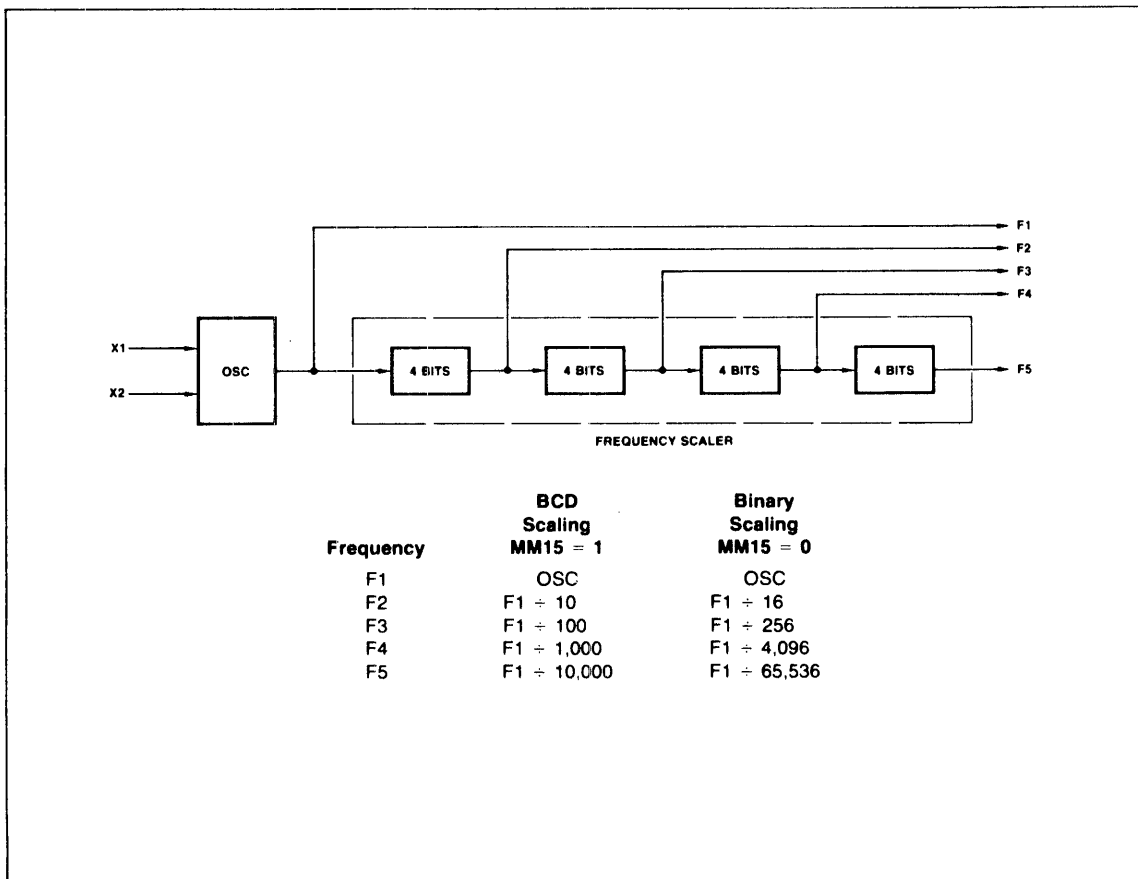 F1
F2
F3
F4
X1
X2
OSC
4 BITS
4 BITS
4 BITS
4 BITS
F5
FREQUENCY SCALER
BCD Binary
Scaling Scaling
Frequency MM15 = 1 MM15 = 0
F1 OSC OSC
F2 F1 ÷ 10 F1 ÷ 16
F3 F1 ÷ 100 F1 ÷ 256
F4 F1 ÷ 1,000 F1 ÷ 4,096
F5 F1 ÷ 10,000 F1 ÷ 65,536